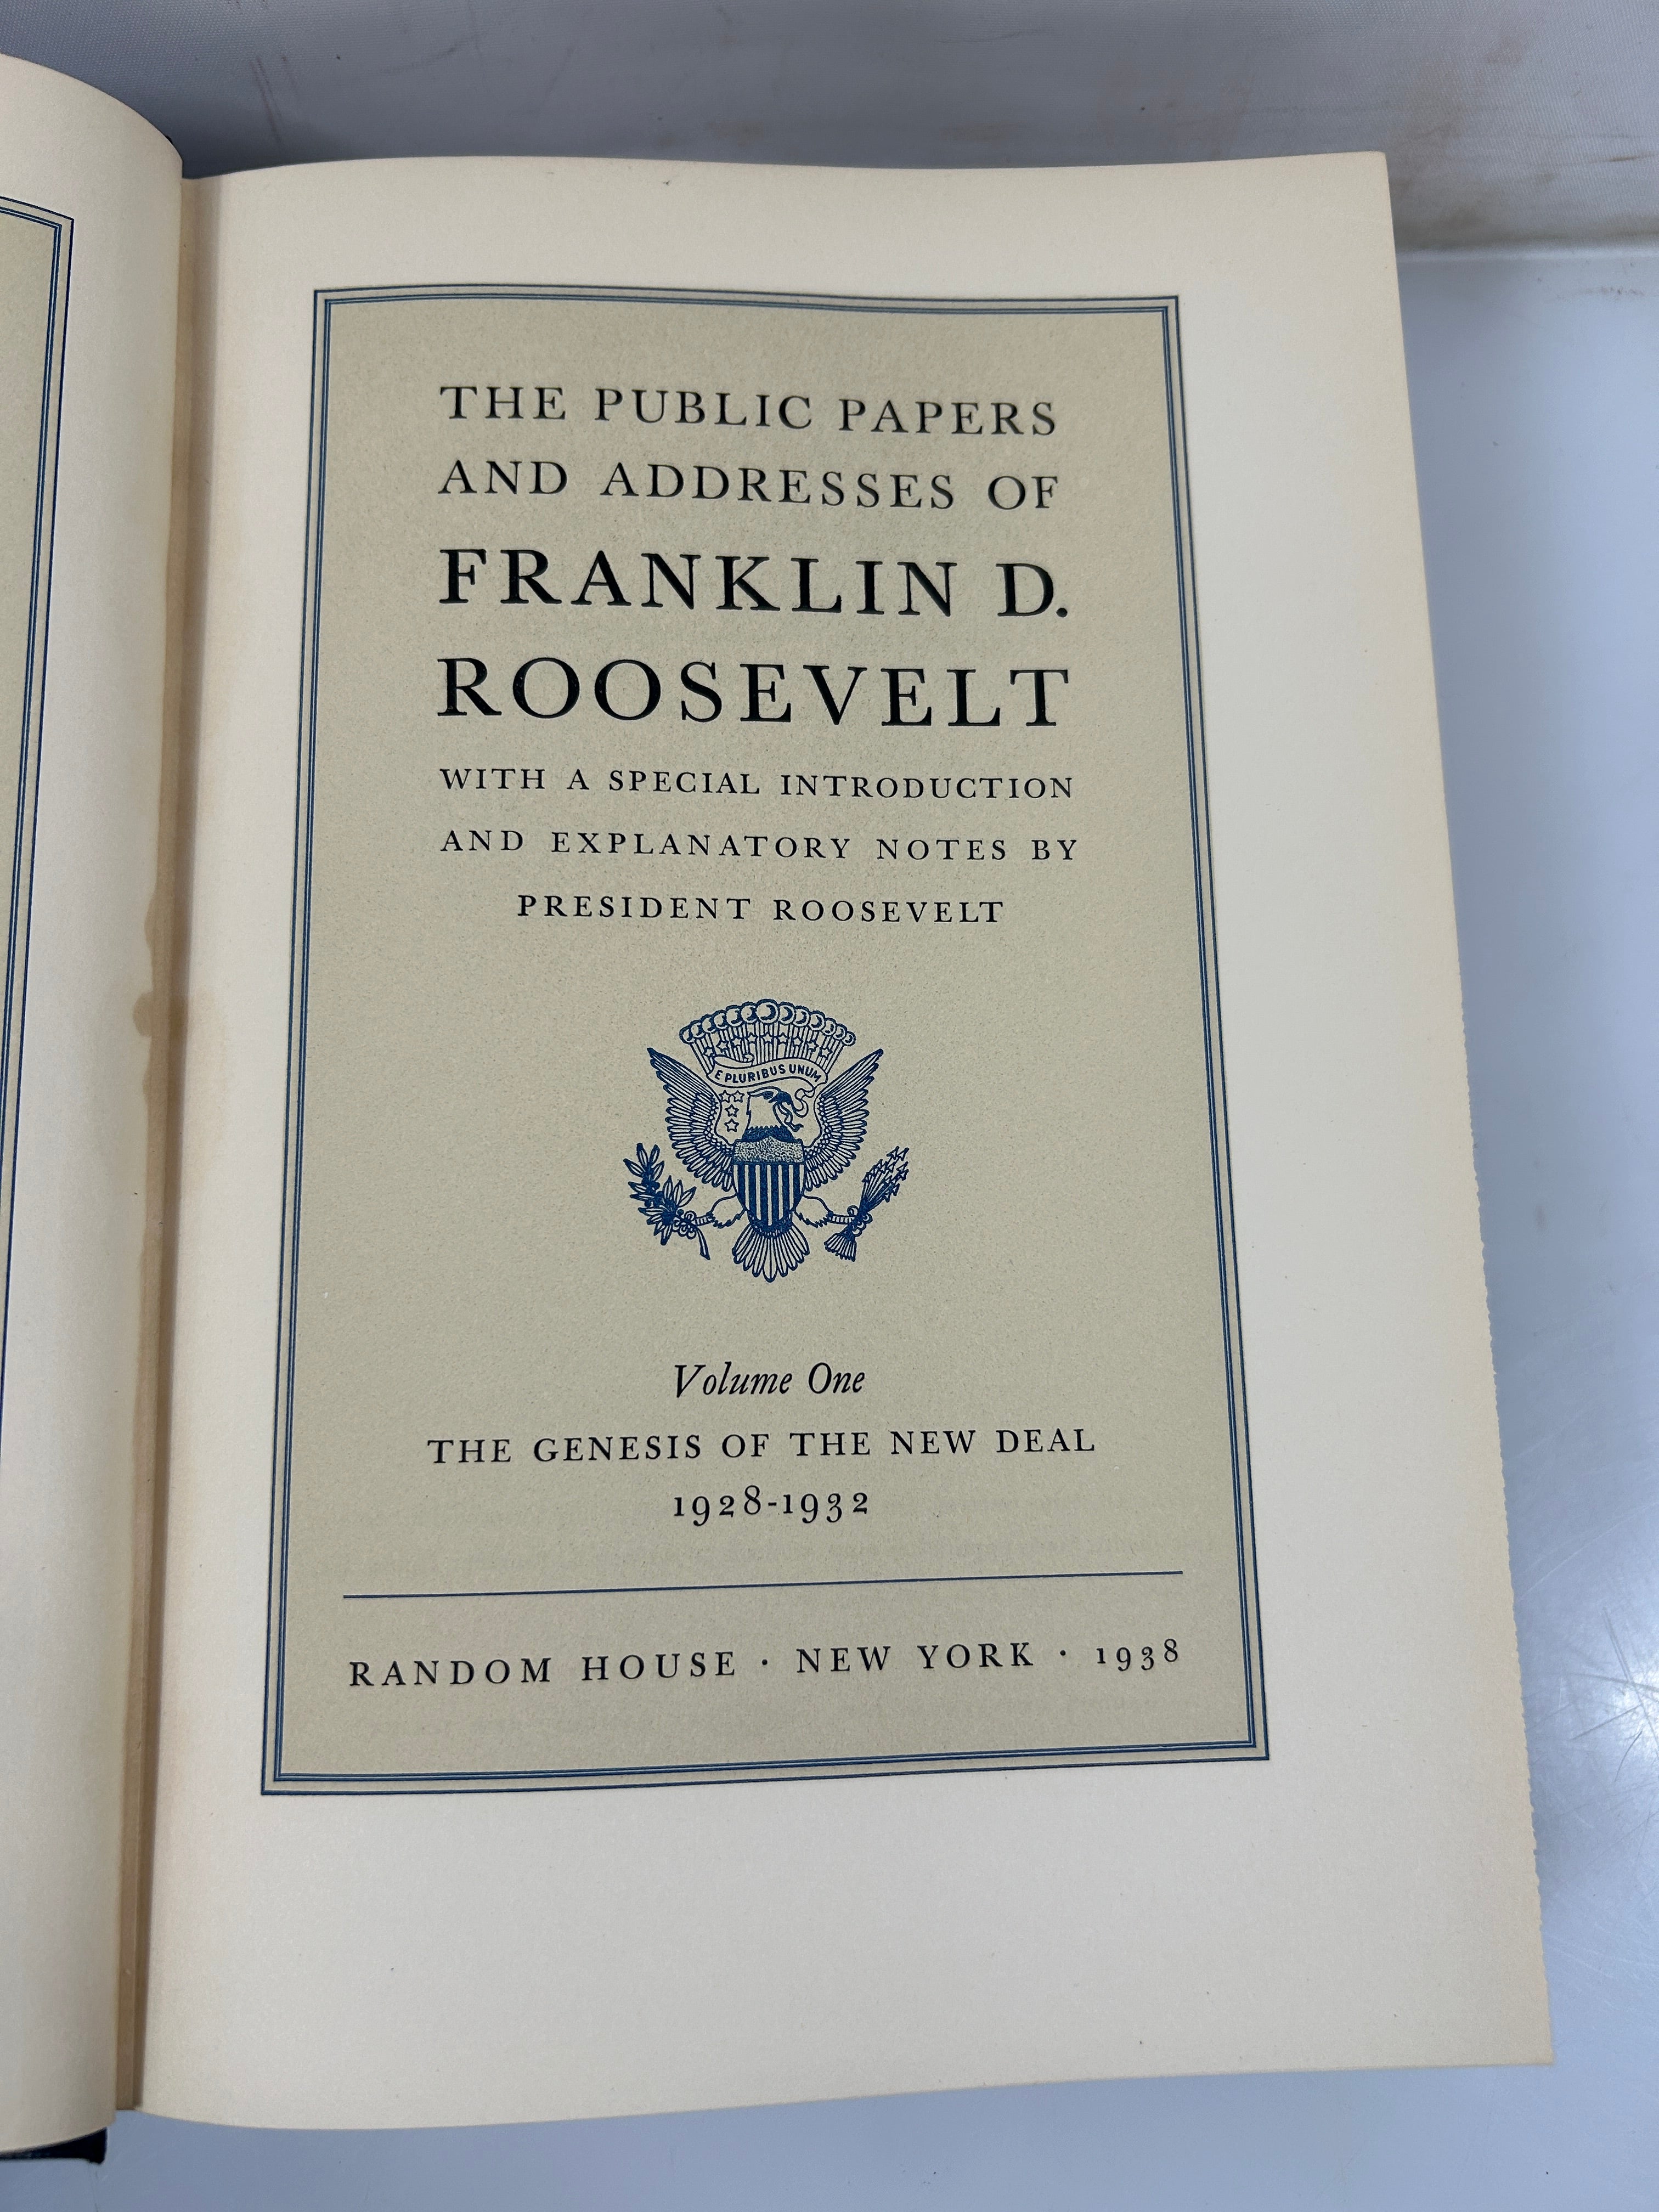 THE PUBLIC PAPERS
AND ADDRESSES OF
FRANKLIN D.
ROOSEVELT
WITH A SPECIAL INTRODUCTION
AND EXPLANATORY NOTES BY
PRESIDENT ROOSEVELT
E PLURIBUS UNUM
Volume One
THE GENESIS OF THE NEW DEAL
1928-1932
RANDOM HOUSE · NEW YORK · 1938